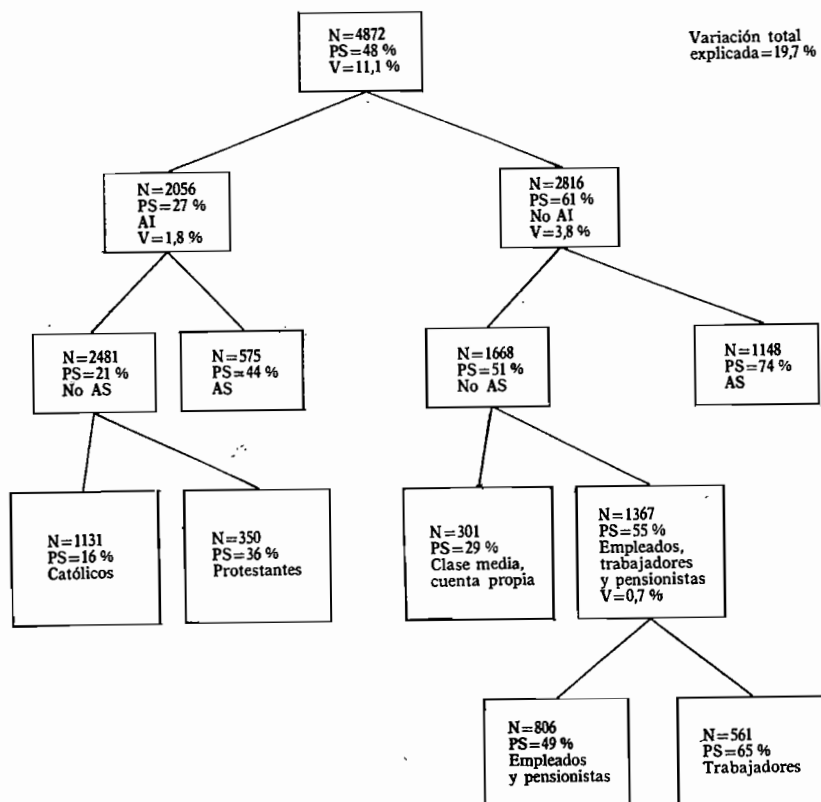 N=4872
PS=48 %
V=11,1 %
Variación total
explicada=19,7 %
N=2056
PS=27 %
AI
V=1,8 %
N=2816
PS=61 %
No AI
V=3,8 %
N=2481
PS=21 %
No AS
N=575
PS=44 %
AS
N=1668
PS=51 %
No AS
N=1148
PS=74 %
AS
N=1131
PS=16 %
Católicos
N=350
PS=36 %
Protestantes
N=301
PS=29 %
Clase media,
cuenta propia
N=1367
PS=55 %
Empleados,
trabajadores
y pensionistas
V=0,7 %
N=806
PS=49 %
Empleados
y pensionistas
N=561
PS=65 %
Trabajadores